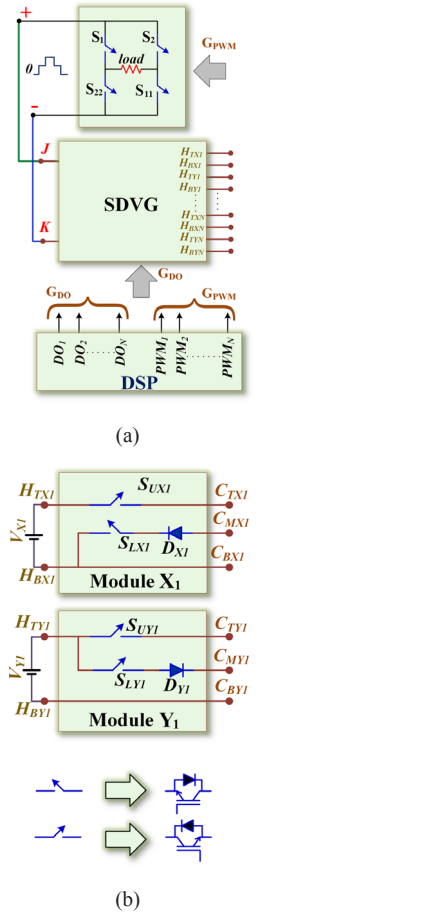 +
S1 S2
GPWM
load
0
S22 S11
-
J
HTX1
HBX1
HTY1
HBY1
SDVG
K
HTXN
HBXN
HTYN
HBYN
GDO
GDO GPWM
DO1 DO2 DON PWM1 PWM2 PWMN
DSP
(a)
HTX1 SUX1 CTX1
VX1
CMX1
SLX1 DX1
CBX1
HBX1
Module X1
HTY1 SUY1 CTY1
VY1
CMY1
SLY1 DY1
CBY1
HBY1
Module Y1
(b)